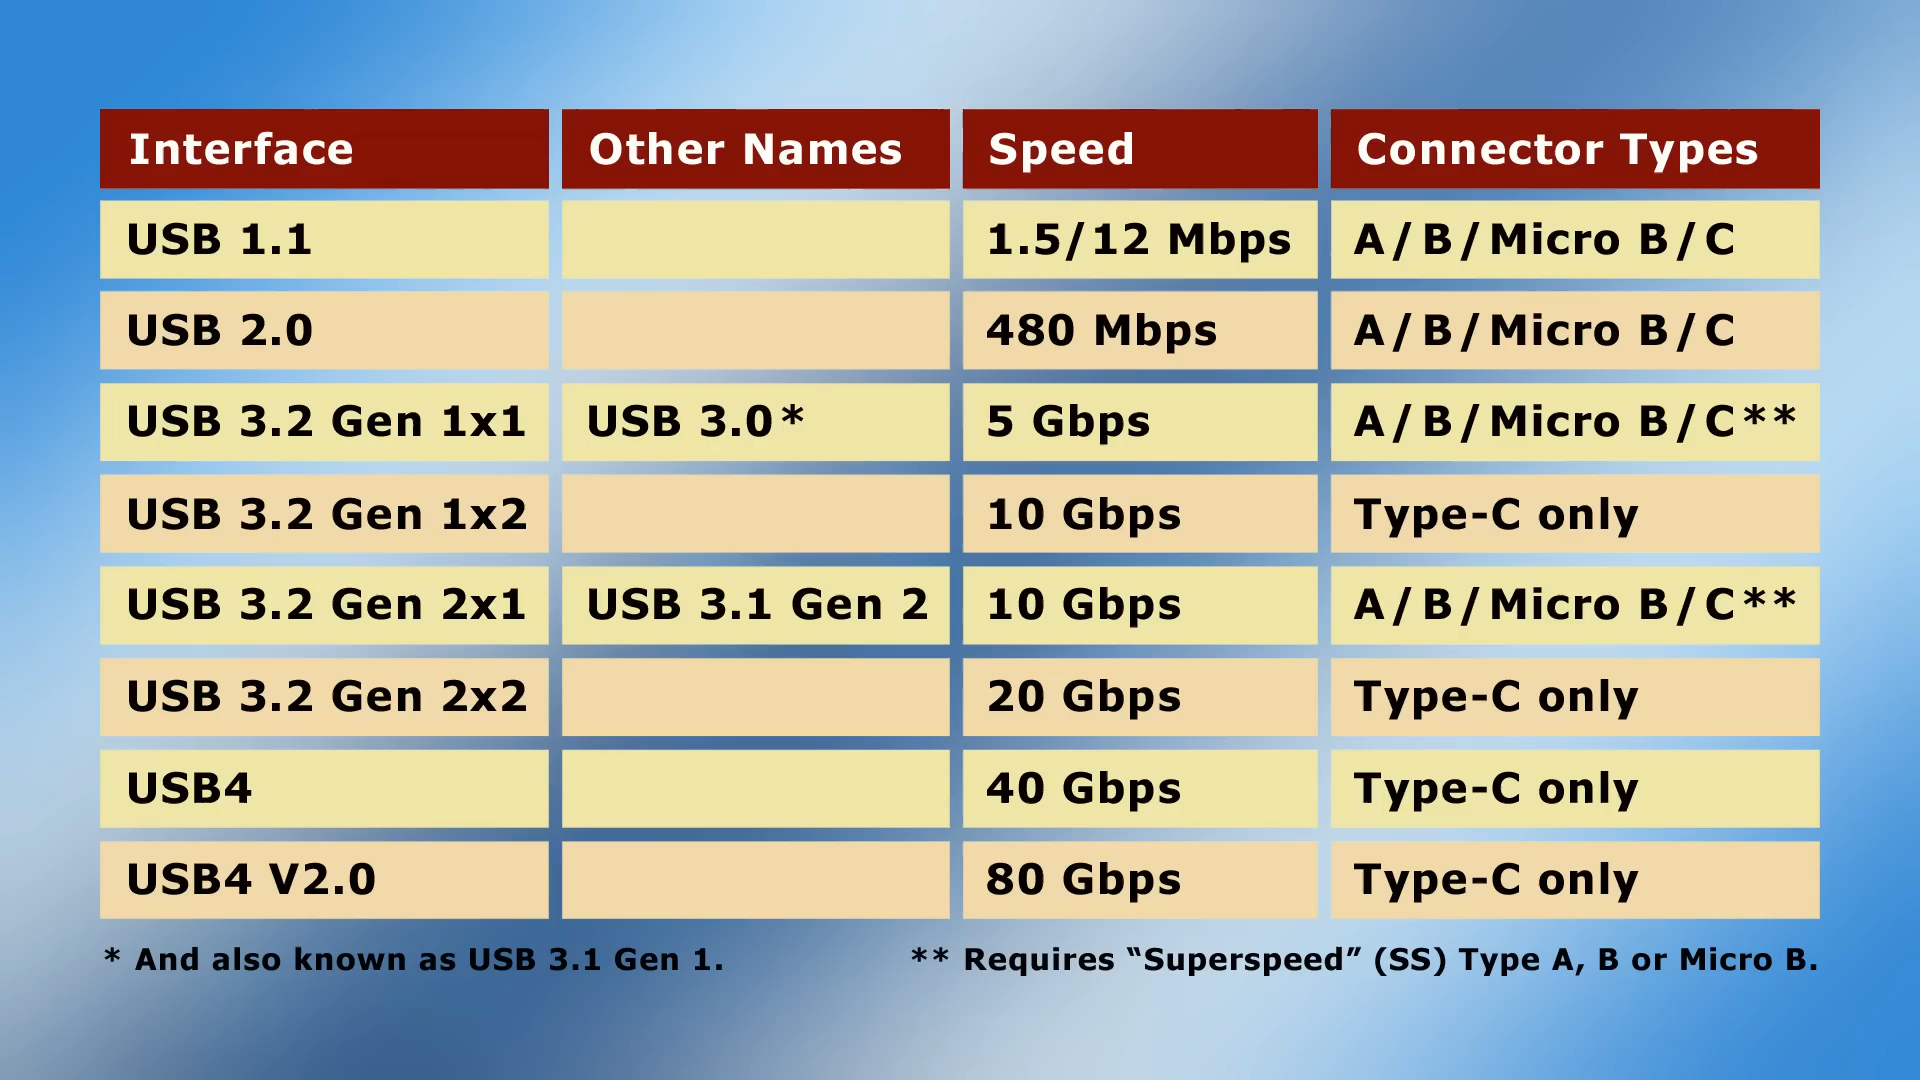 Interface Other Names Speed Connector Types
USB 1.1 1.5/12 Mbps A/B/Micro B/C
USB 2.0 480 Mbps A/B/Micro B/C
USB 3.2 Gen 1x1 USB 3.0* 5 Gbps A/B/Micro B/C**
USB 3.2 Gen 1x2 10 Gbps Type-C only
USB 3.2 Gen 2x1 USB 3.1 Gen 2 10 Gbps A/B/Micro B/C**
USB 3.2 Gen 2x2 20 Gbps Type-C only
USB4 40 Gbps Type-C only
USB4 V2.0 80 Gbps Type-C only
* And also known as USB 3.1 Gen 1. ** Requires “Superspeed” (SS) Type A, B or Micro B.